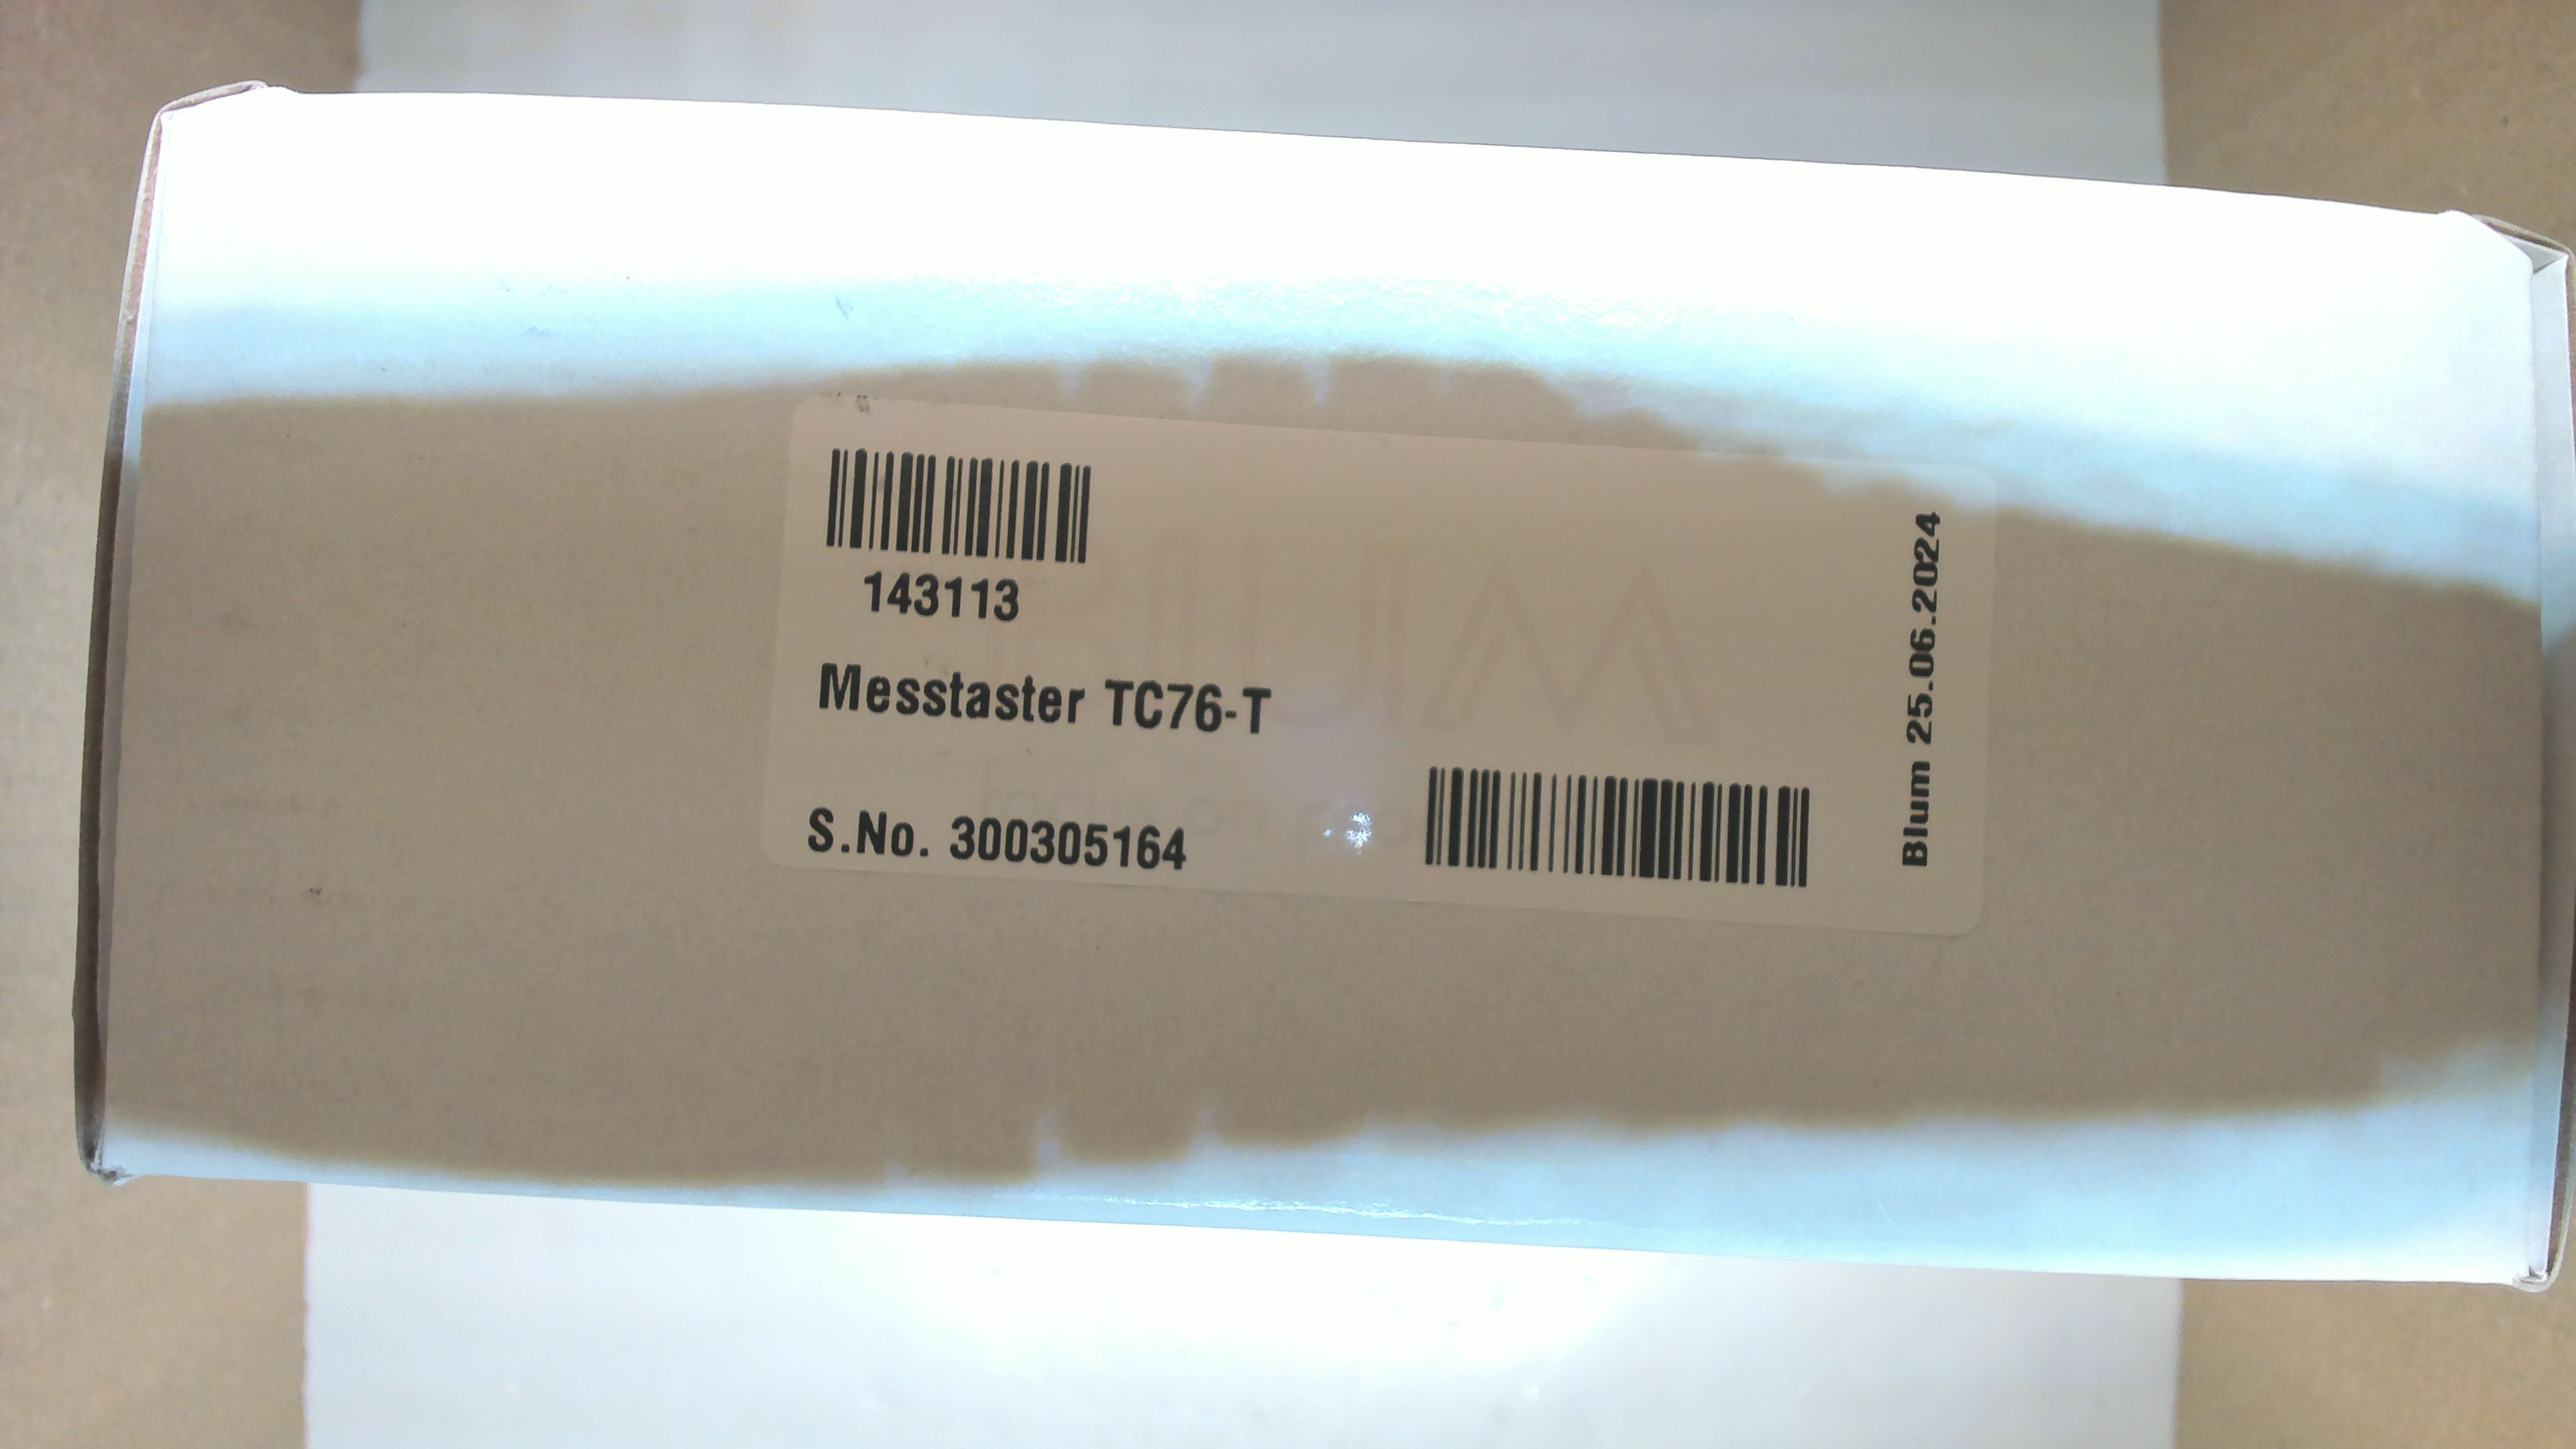 143113
Messtaster TC76-T
S.No. 300305164
Blum 25.06.2024